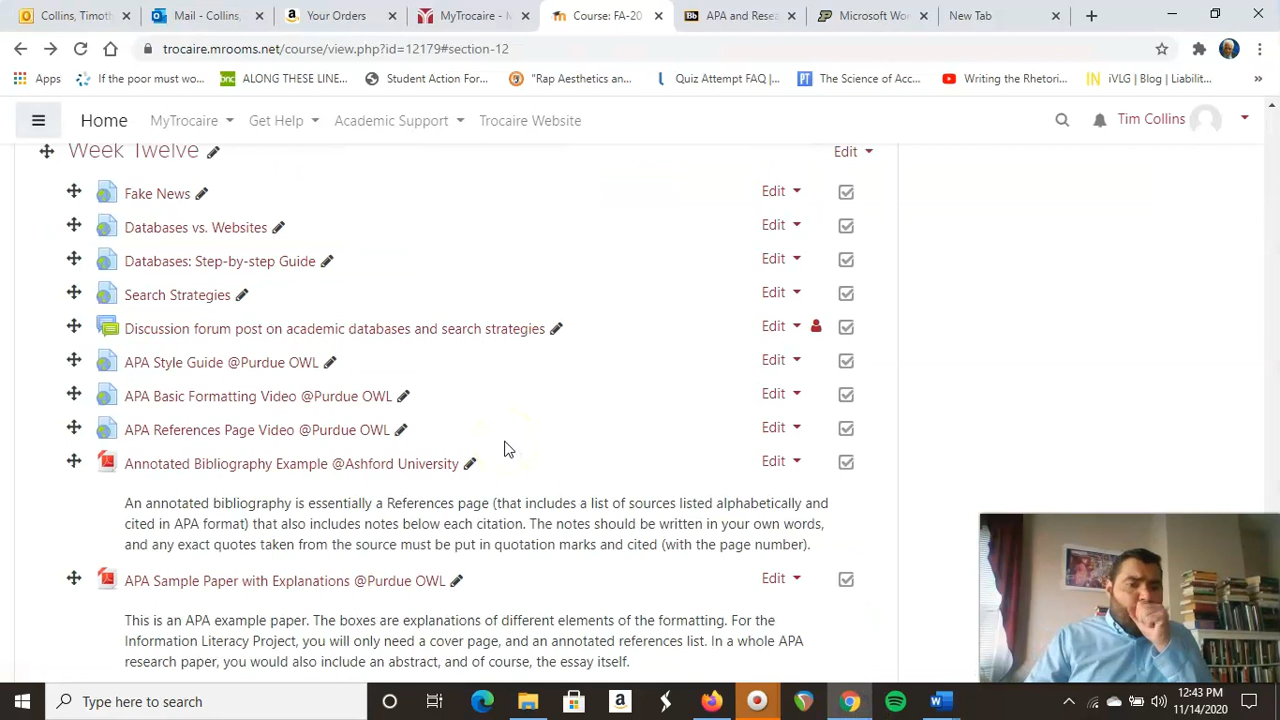 Collins, Timoth
Mail - Collins,
Your Orders
MyTrocaire - N
Course: FA-20
APA and Resea
Microsoft Wor
New Tab
trocaire.mrooms.net/course/view.php?id=12179#section-12
Apps
If the poor must wo...
ALONG THESE LINE...
Student Action For...
"Rap Aesthetics an...
Quiz Attempt FAQ |...
The Science of Acc...
Writing the Rhetori...
iVLG | Blog | Liabilit...
Home
MyTrocaire
Get Help
Academic Support
Trocaire Website
Tim Collins
Week Twelve
Edit
Fake News
Edit
Databases vs. Websites
Edit
Databases: Step-by-step Guide
Edit
Search Strategies
Edit
Discussion forum post on academic databases and search strategies
Edit
APA Style Guide @Purdue OWL
Edit
APA Basic Formatting Video @Purdue OWL
Edit
APA References Page Video @Purdue OWL
Edit
Annotated Bibliography Example @Ashford University
Edit
An annotated bibliography is essentially a References page (that includes a list of sources listed alphabetically and
cited in APA format) that also includes notes below each citation. The notes should be written in your own words,
and any exact quotes taken from the source must be put in quotation marks and cited (with the page number).
APA Sample Paper with Explanations @Purdue OWL
Edit
This is an APA example paper. The boxes are explanations of different elements of the formatting. For the
Information Literacy Project, you will only need a cover page, and an annotated references list. In a whole APA
research paper, you would also include an abstract, and of course, the essay itself.
Type here to search
12:43 PM
11/14/2020